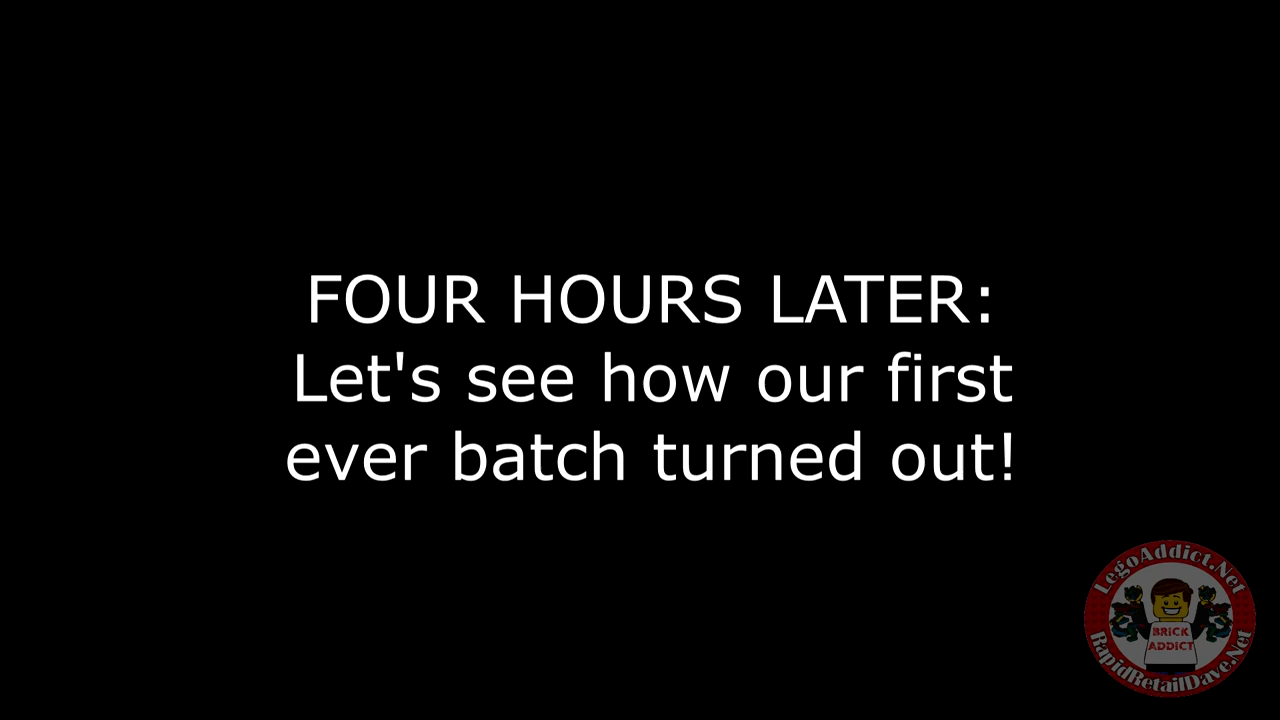 FOUR HOURS LATER:
Let's see how our first
ever batch turned out!
LegoAddict.Net
BRICK
ADDICT
RapidRetailDave.Net